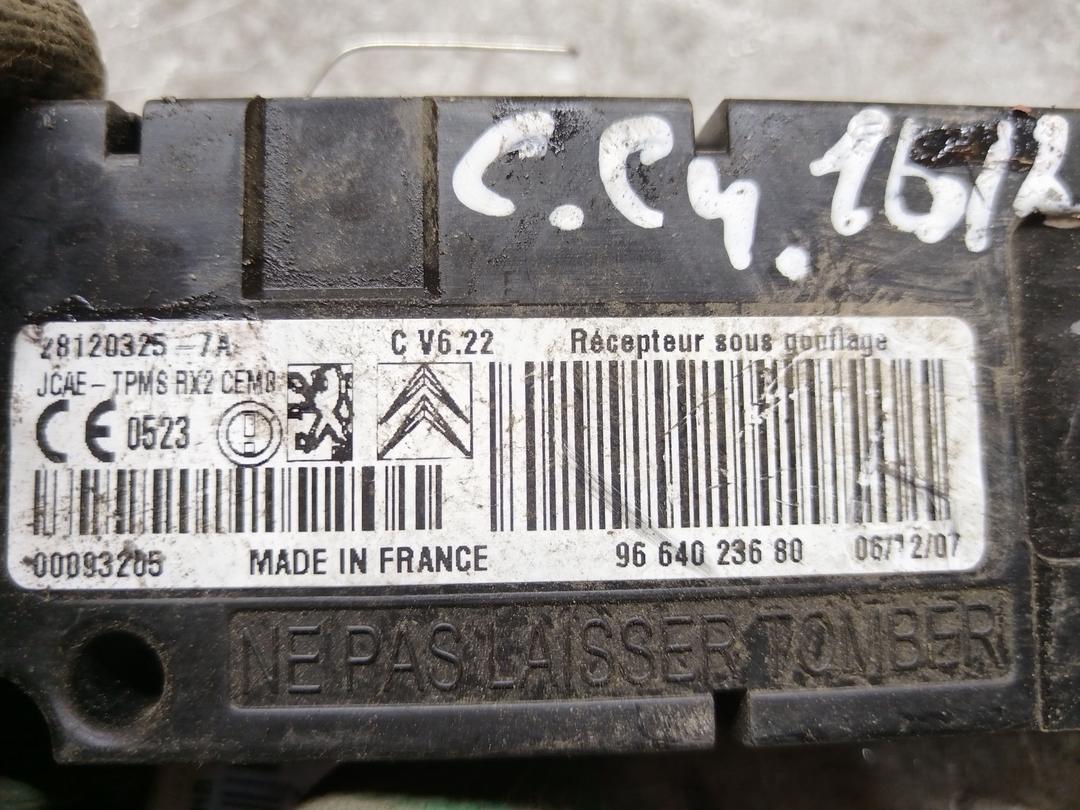 C.C4.16/
28120325-7A C V6.22 Récepteur sous gonflage
JCAE-TPMS RX2 CEM8
CE 0523
00093205 MADE IN FRANCE 96 640 236 80 06/12/07
NE PAS LAISSER TOMBER